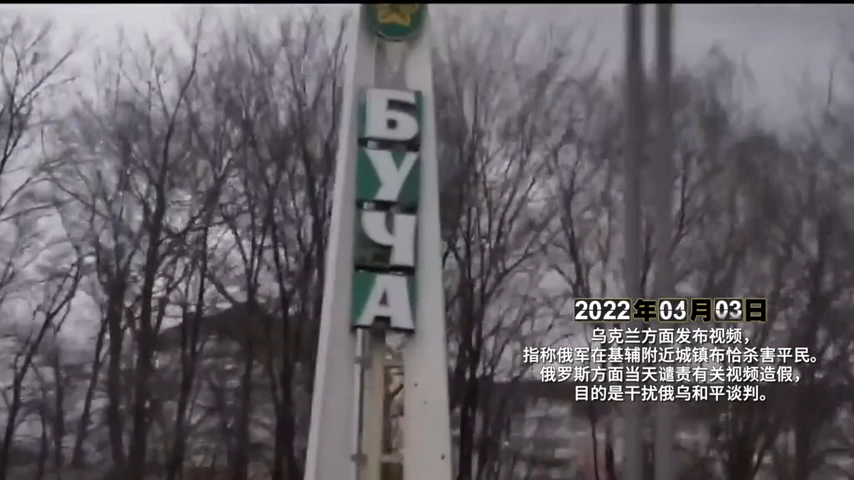 БУЧА
2022年04月03日
乌克兰方面发布视频，
指称俄军在基辅附近城镇布恰杀害平民。
俄罗斯方面当天谴责有关视频造假，
目的是干扰俄乌和平谈判。